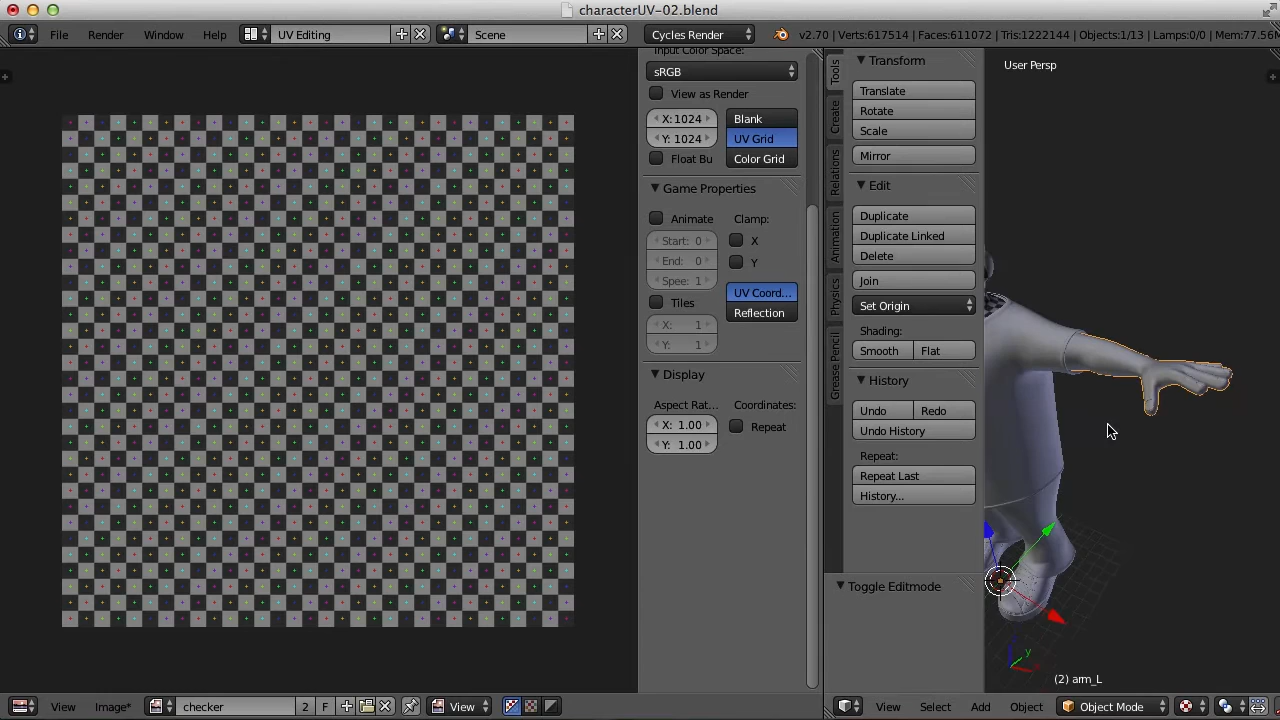 characterUV-02.blend
File Render Window Help UV Editing Scene Cycles Render v2.70 | Verts:617514 | Faces:611072 | Tris:1222144 | Objects:1/13 | Lamps:0/0 | Mem:77.56M
Input Color Space:
sRGB
View as Render
X:1024
Y: 1024
Blank
UV Grid
Color Grid
Float Bu
Game Properties
Animate
Clamp:
Start: 0
End: 0
Spee: 1
X
Y
Tiles
X: 1
Y: 1
UV Coord...
Reflection
Display
Aspect Rat...
Coordinates:
X: 1.00
Y: 1.00
Repeat
Tools
Create
Relations
Animation
Physics
Grease Pencil
Transform
Translate
Rotate
Scale
Mirror
Edit
Duplicate
Duplicate Linked
Delete
Join
Set Origin
Shading:
Smooth Flat
History
Undo Redo
Undo History
Repeat:
Repeat Last
History...
Toggle Editmode
User Persp
y
(2) arm_L
View Image* checker 2 F View
View Select Add Object Object Mode